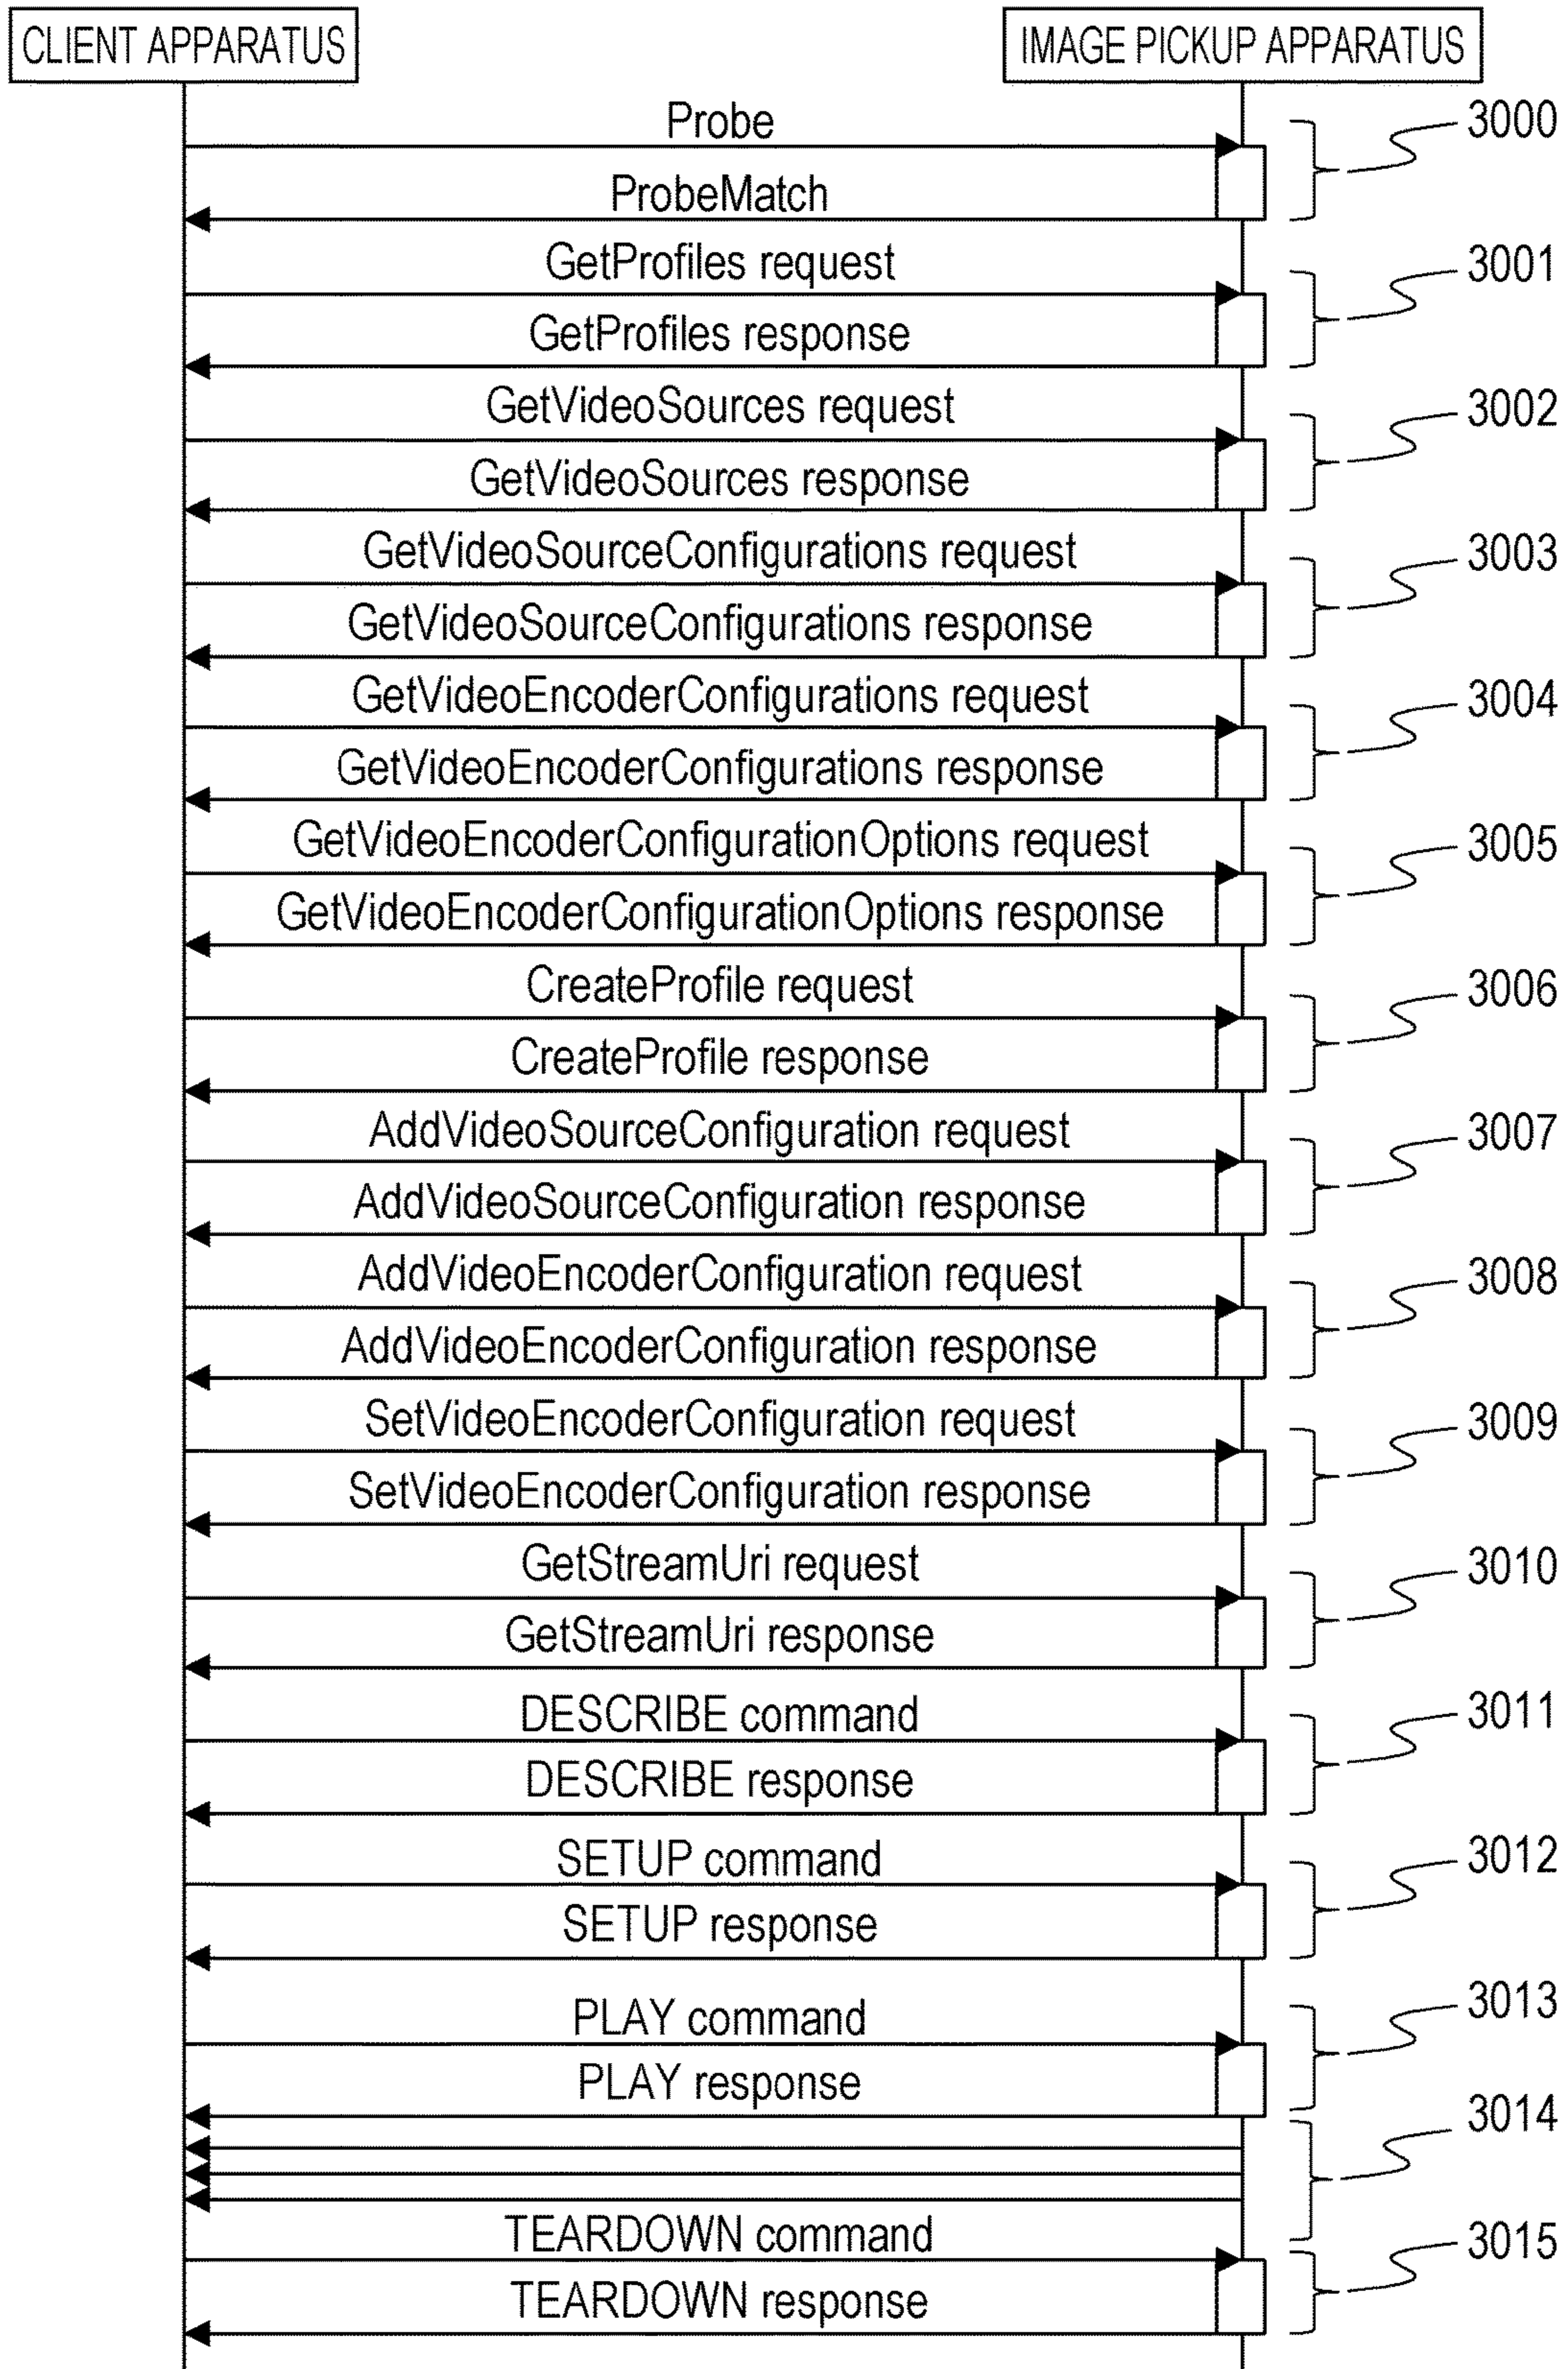 CLIENT APPARATUS
IMAGE PICKUP APPARATUS
Probe
3000
ProbeMatch
GetProfiles request
3001
GetProfiles response
GetVideoSources request
3002
GetVideoSources response
GetVideoSourceConfigurations request
3003
GetVideoSourceConfigurations response
GetVideoEncoderConfigurations request
3004
GetVideoEncoderConfigurations response
GetVideoEncoderConfigurationOptions request
3005
GetVideoEncoderConfigurationOptions response
CreateProfile request
3006
CreateProfile response
AddVideoSourceConfiguration request
3007
AddVideoSourceConfiguration response
AddVideoEncoderConfiguration request
3008
AddVideoEncoderConfiguration response
SetVideoEncoderConfiguration request
3009
SetVideoEncoderConfiguration response
GetStreamUri request
3010
GetStreamUri response
DESCRIBE command
3011
DESCRIBE response
SETUP command
3012
SETUP response
PLAY command
3013
PLAY response
3014
TEARDOWN command
3015
TEARDOWN response